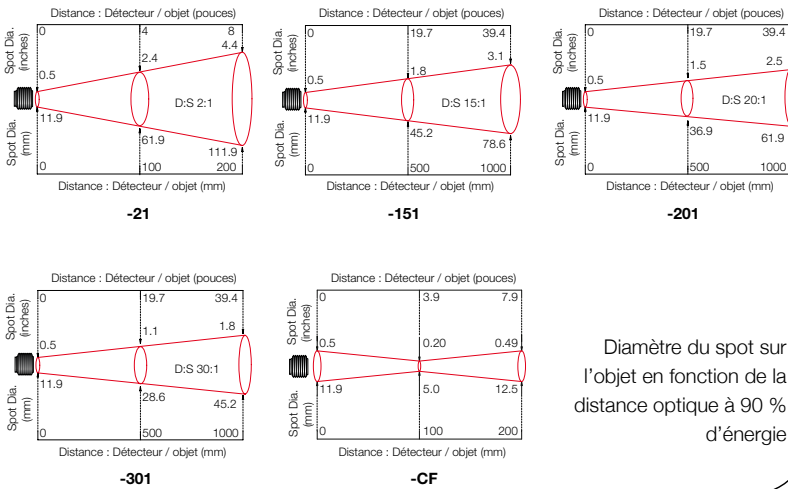 Distance : Détecteur / objet (pouces)
0 4 8
Spot Dia.
(inches)
0.5 2.4 4.4
D:S 2:1
11.9 61.9 111.9
Spot Dia.
(mm)
0 100 200
Distance : Détecteur / objet (mm)
-21
Distance : Détecteur / objet (pouces)
0 19.7 39.4
Spot Dia.
(inches)
0.5 1.8 3.1
D:S 15:1
11.9 45.2 78.6
Spot Dia.
(mm)
0 500 1000
Distance : Détecteur / objet (mm)
-151
Distance : Détecteur / objet (pouces)
0 19.7 39.4
Spot Dia.
(inches)
0.5 1.5 2.5
D:S 20:1
11.9 36.9 61.9
Spot Dia.
(mm)
0 500 1000
Distance : Détecteur / objet (mm)
-201
Distance : Détecteur / objet (pouces)
0 19.7 39.4
Spot Dia.
(inches)
0.5 1.1 1.8
D:S 30:1
11.9 28.6 45.2
Spot Dia.
(mm)
0 500 1000
Distance : Détecteur / objet (mm)
-301
Distance : Détecteur / objet (pouces)
0 3.9 7.9
Spot Dia.
(inches)
0.5 0.20 0.49
11.9 5.0 12.5
Spot Dia.
(mm)
0 100 200
Distance : Détecteur / objet (mm)
-CF
Diamètre du spot sur
l'objet en fonction de la
distance optique à 90 %
d'énergie